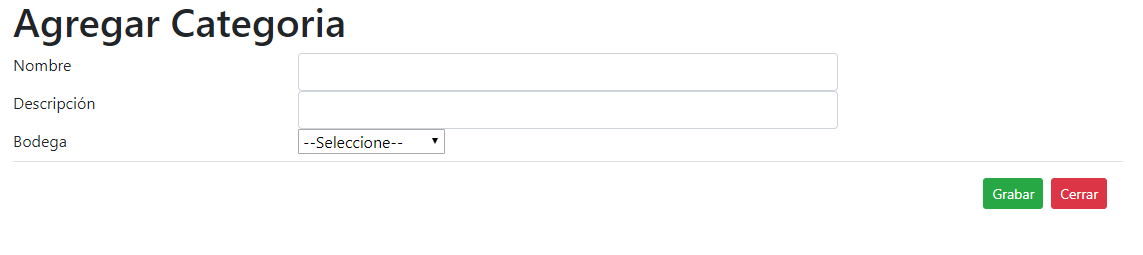 Agregar Categoria
Nombre
Descripción
Bodega --Seleccione--
Grabar Cerrar